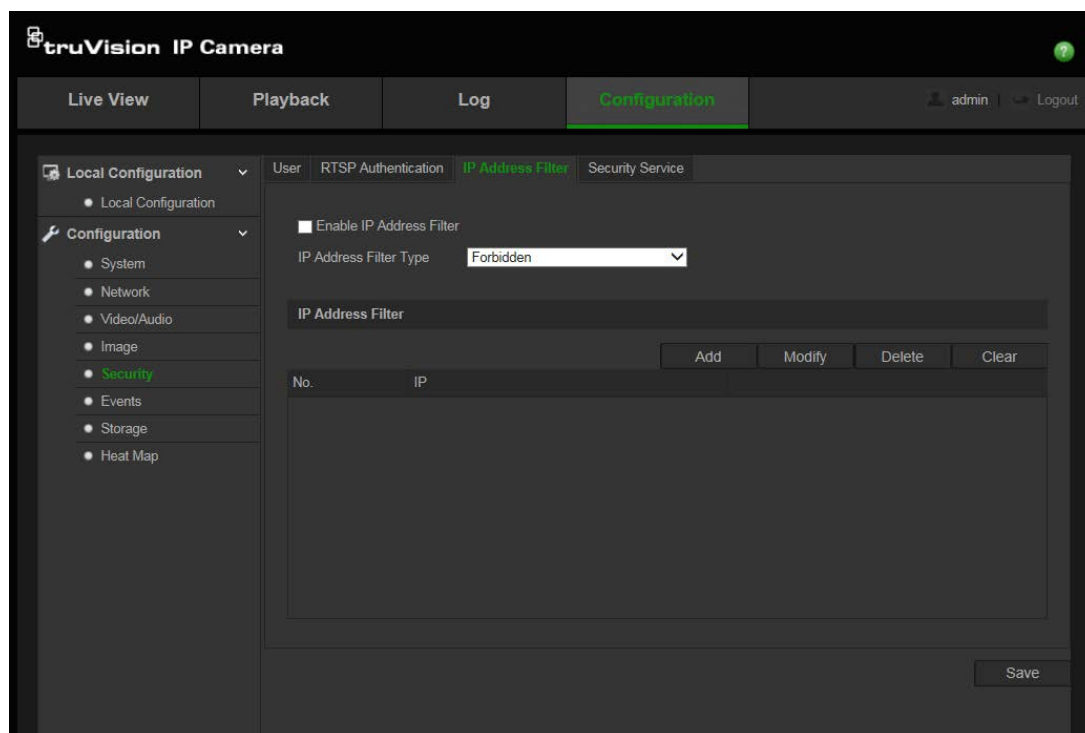 truVision IP Camera
?
Live View
Playback
Log
Configuration
admin
Logout
Local Configuration
Local Configuration
Configuration
System
Network
Video/Audio
Image
Security
Events
Storage
Heat Map
User
RTSP Authentication
IP Address Filter
Security Service
Enable IP Address Filter
IP Address Filter Type
Forbidden
IP Address Filter
Add
Modify
Delete
Clear
No.
IP
Save